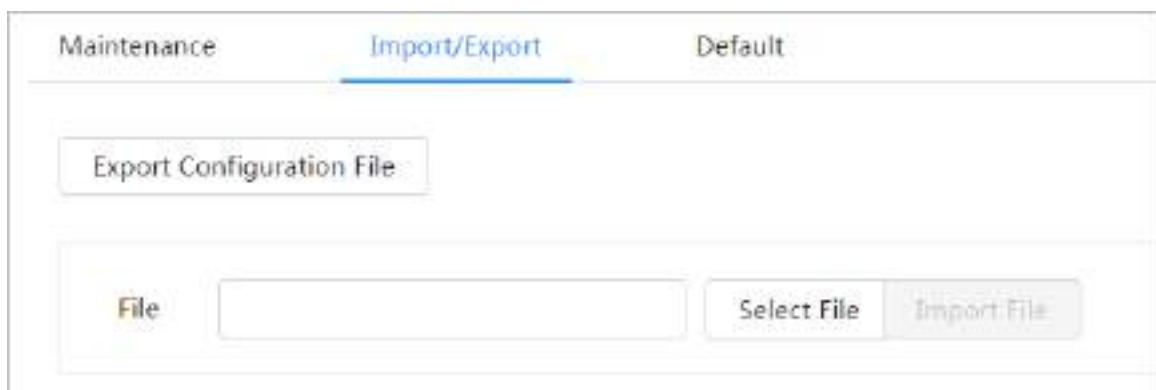 Maintenance Import/Export Default
Export Configuration File
File Select File Import File